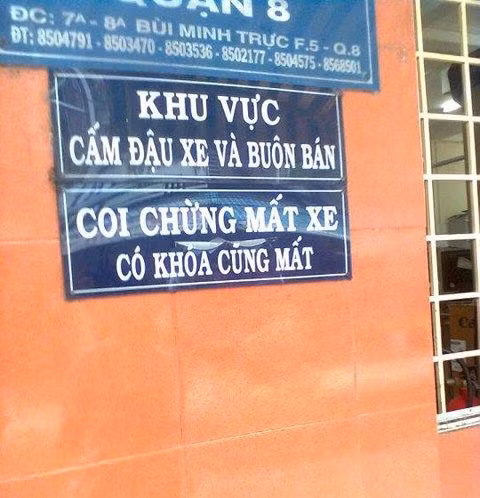 QUẬN 8
ĐC: 7A - 8A BÙI MINH TRỰC F.5 - Q.8
ĐT: 8504791 - 8503470 - 8503536 - 8502177 - 8504575 - 8568501
KHU VỰC
CẤM ĐẬU XE VÀ BUÔN BÁN
COI CHỪNG MẤT XE
CÓ KHÓA CŨNG MẤT